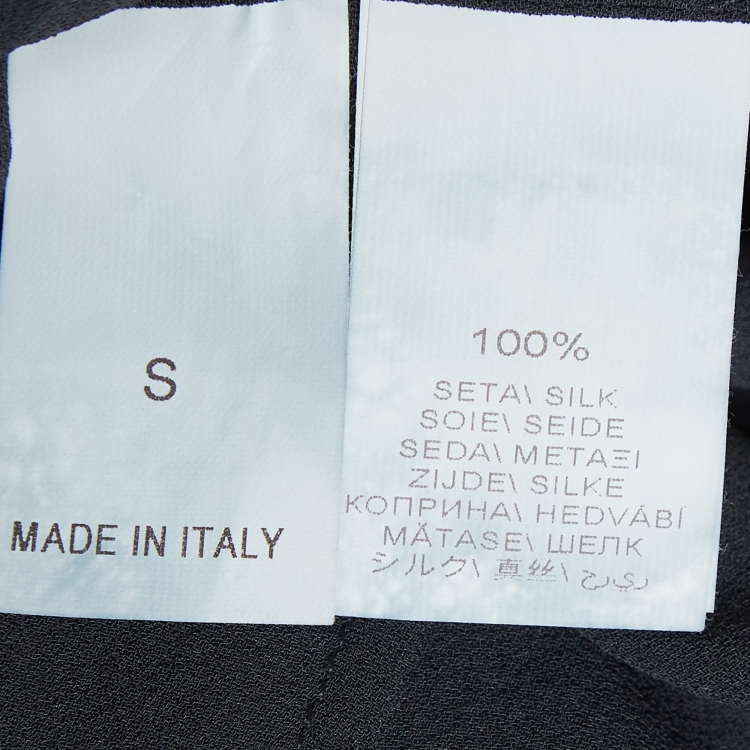 S
MADE IN ITALY
100%
SETA\ SILK
SOIE\ SEIDE
SEDA\ ΜΕΤΑΞΙ
ZIJDE\ SILKE
КОПРИНА\ HEDVÁBÍ
MÄTASE\ ШЕЛК
シルク\ 真丝\